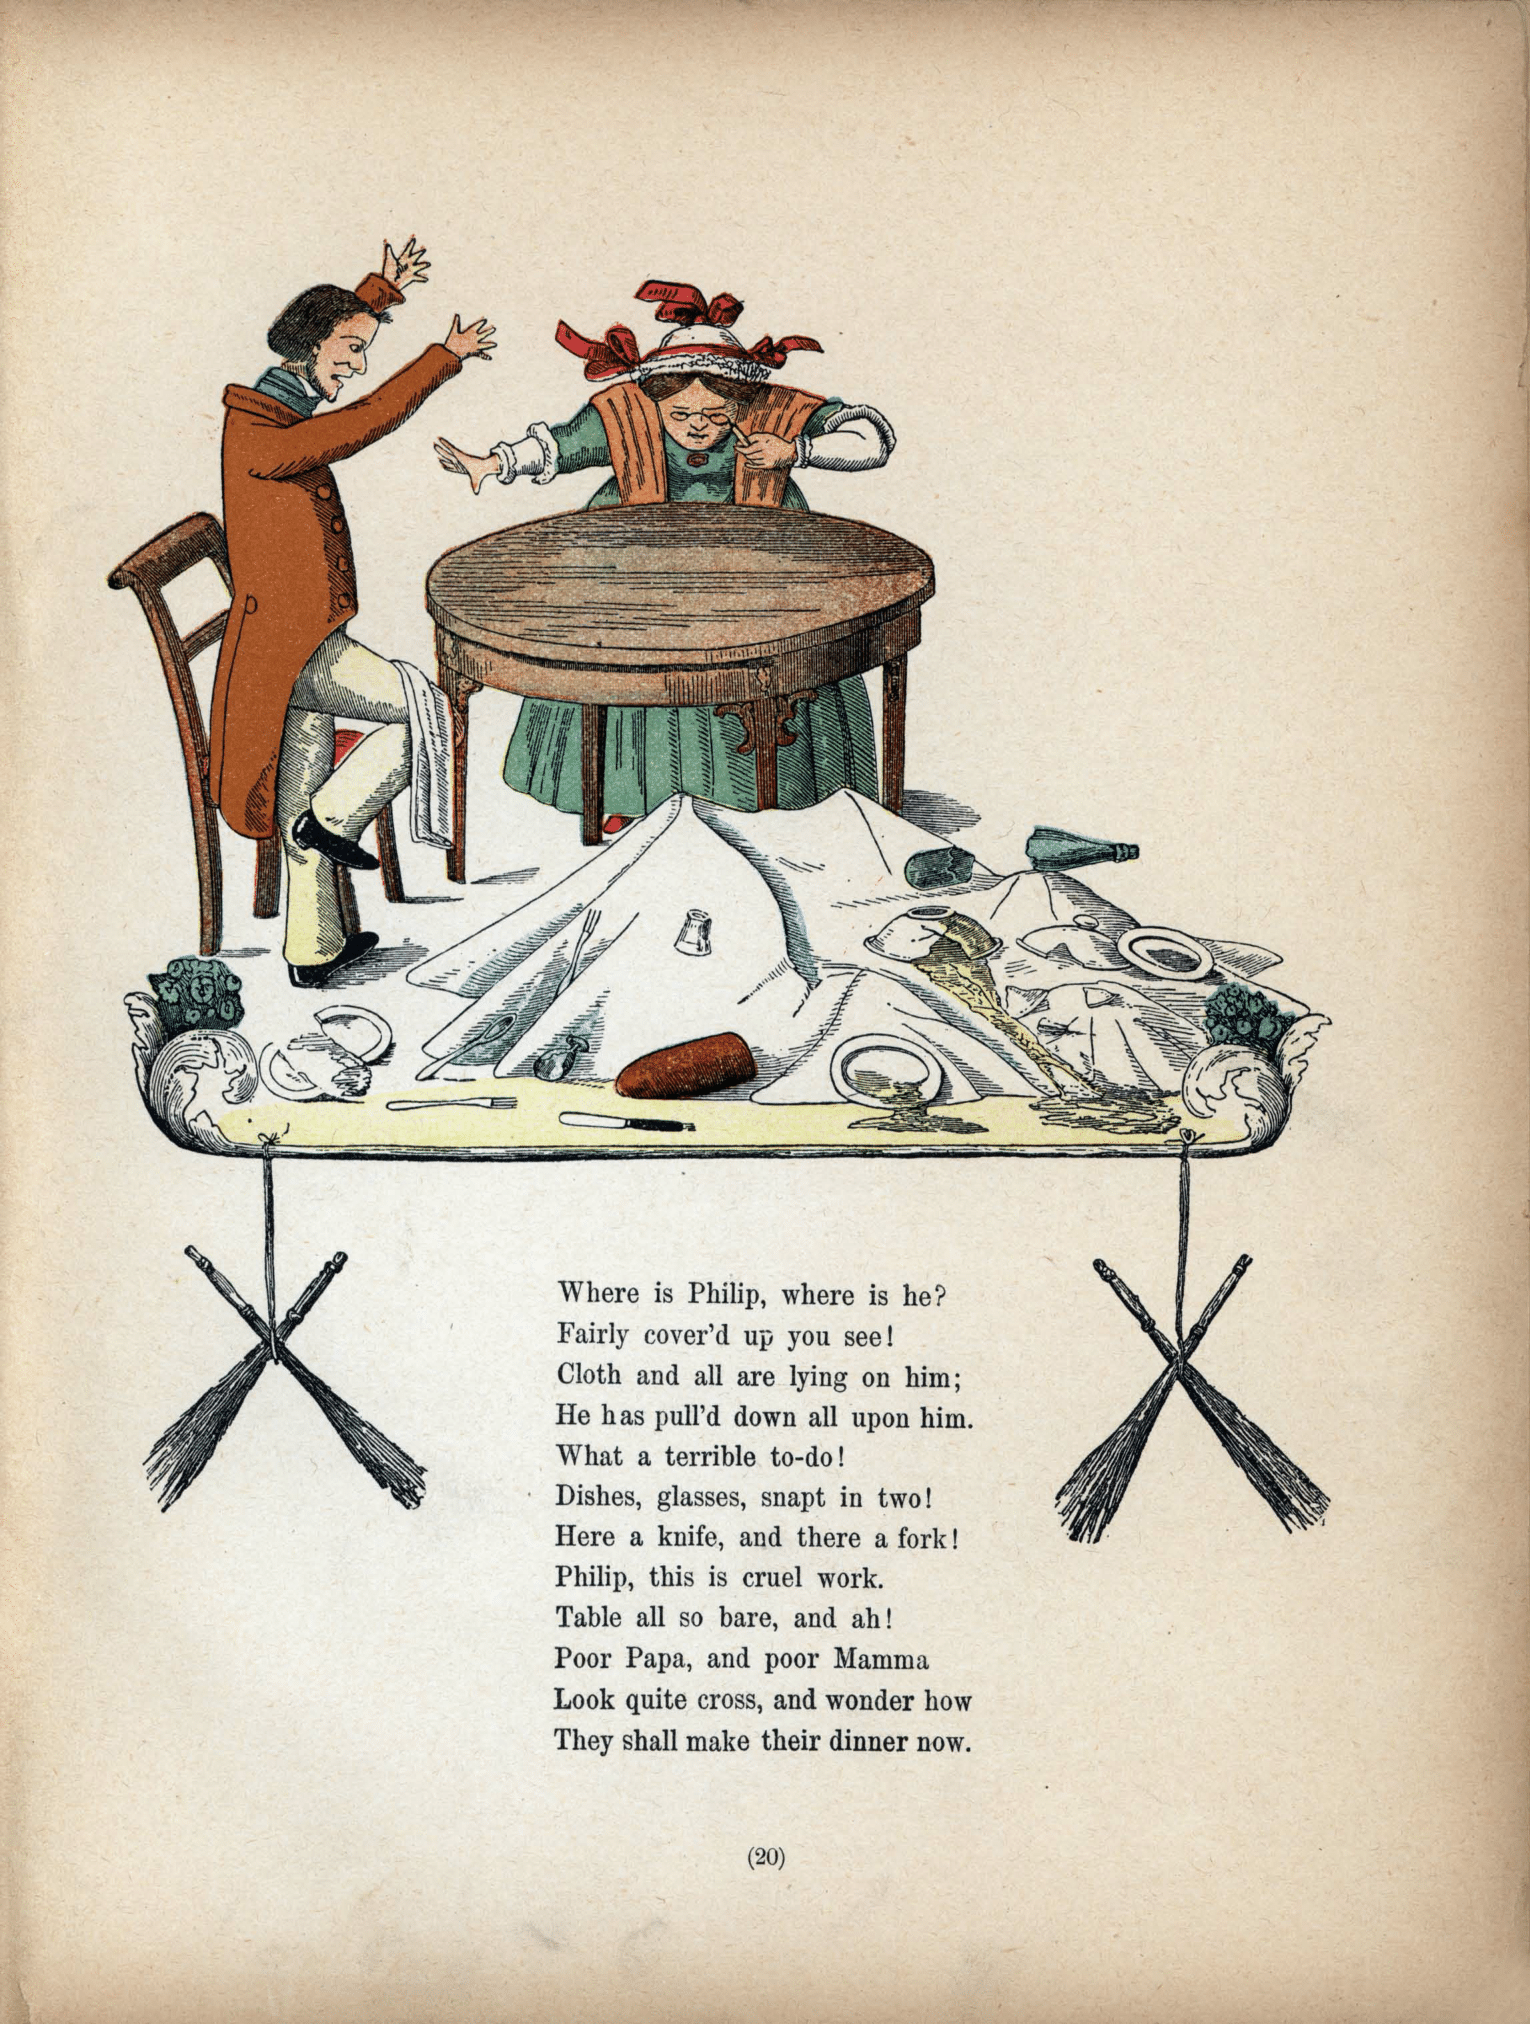 Where is Philip, where is he?
Fairly cover'd up you see!
Cloth and all are lying on him;
He has pull'd down all upon him.
What a terrible to-do!
Dishes, glasses, snapt in two!
Here a knife, and there a fork!
Philip, this is cruel work.
Table all so bare, and ah!
Poor Papa, and poor Mamma
Look quite cross, and wonder how
They shall make their dinner now.
(20)